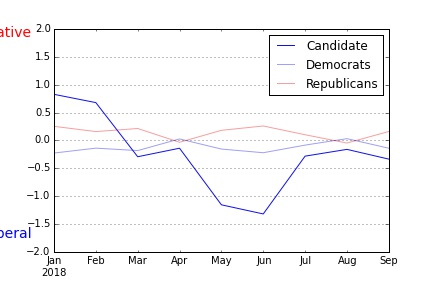 ative
2.0
1.5
1.0
0.5
0.0
−0.5
−1.0
−1.5
−2.0
beral
Candidate
Democrats
Republicans
Jan Feb Mar Apr May Jun Jul Aug Sep
2018